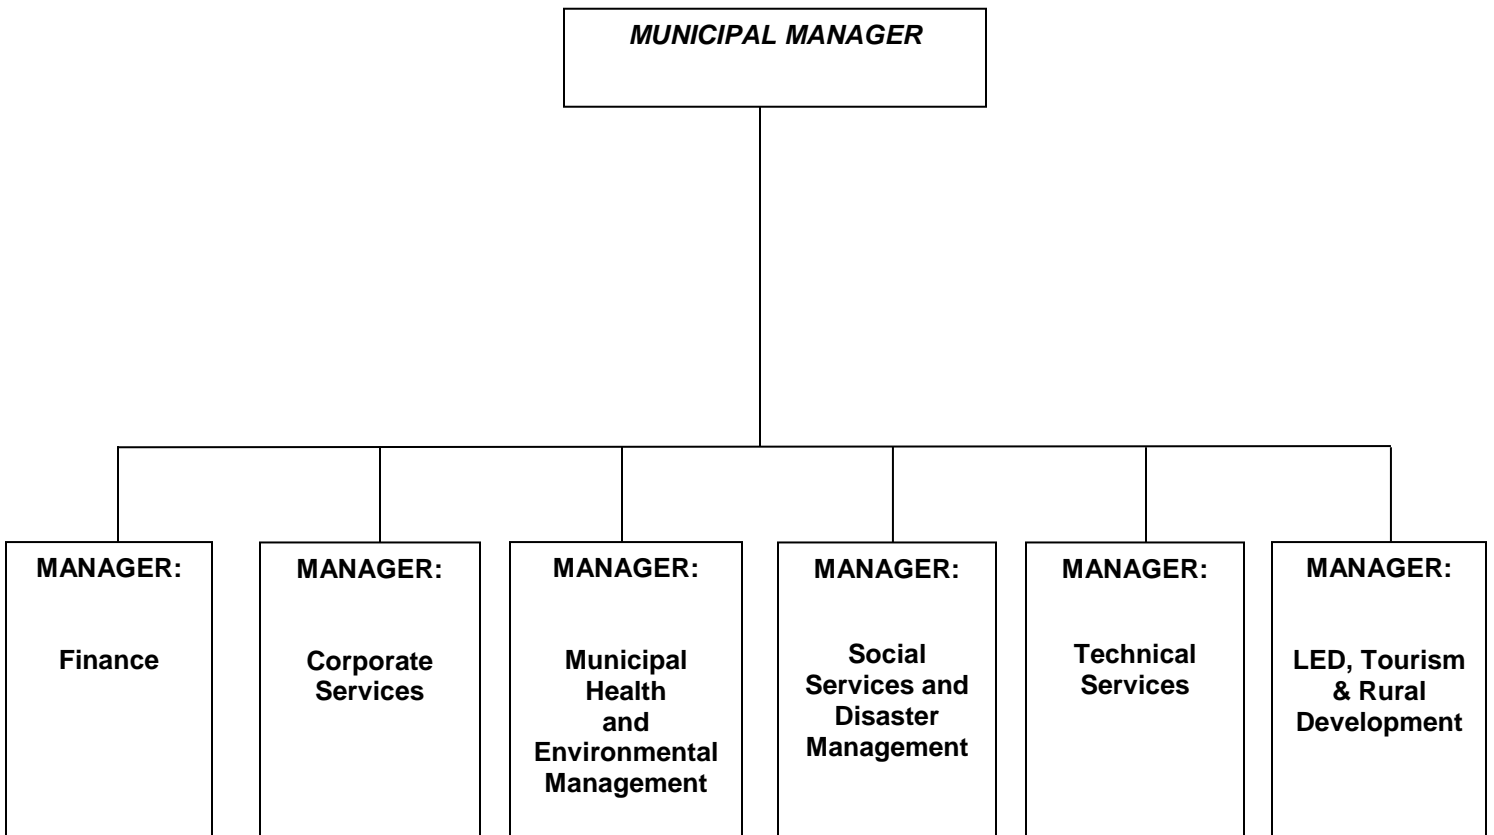 MUNICIPAL MANAGER
MANAGER:
Finance
MANAGER:
Corporate
Services
MANAGER:
Municipal
Health
and
Environmental
Management
MANAGER:
Social
Services and
Disaster
Management
MANAGER:
Technical
Services
MANAGER:
LED, Tourism
& Rural
Development